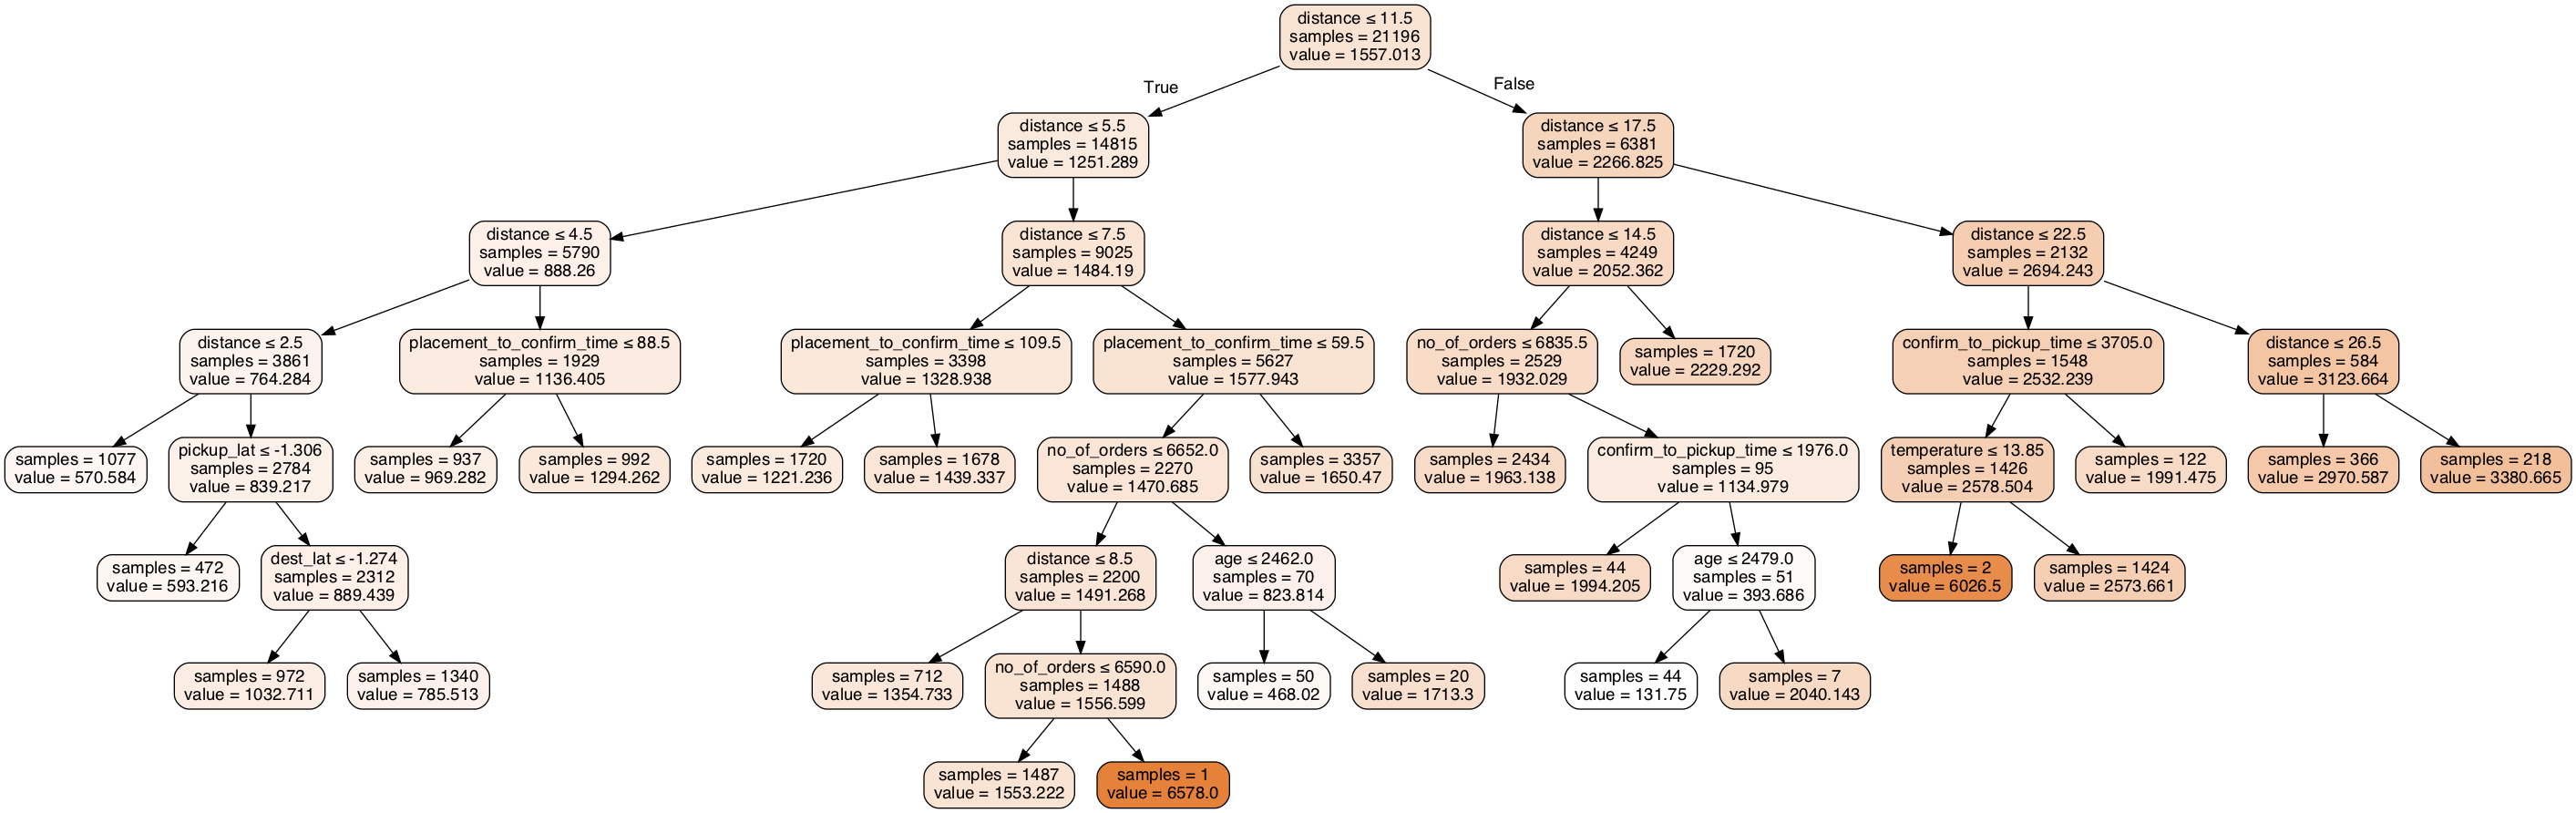 distance ≤ 11.5
samples = 21196
value = 1557.013
True
False
distance ≤ 5.5
samples = 14815
value = 1251.289
distance ≤ 17.5
samples = 6381
value = 2266.825
distance ≤ 4.5
samples = 5790
value = 888.26
distance ≤ 7.5
samples = 9025
value = 1484.19
distance ≤ 14.5
samples = 4249
value = 2052.362
distance ≤ 22.5
samples = 2132
value = 2694.243
distance ≤ 2.5
samples = 3861
value = 764.284
placement_to_confirm_time ≤ 88.5
samples = 1929
value = 1136.405
placement_to_confirm_time ≤ 109.5
samples = 3398
value = 1328.938
placement_to_confirm_time ≤ 59.5
samples = 5627
value = 1577.943
no_of_orders ≤ 6835.5
samples = 2529
value = 1932.029
samples = 1720
value = 2229.292
confirm_to_pickup_time ≤ 3705.0
samples = 1548
value = 2532.239
distance ≤ 26.5
samples = 584
value = 3123.664
samples = 1077
value = 570.584
pickup_lat ≤ -1.306
samples = 2784
value = 839.217
samples = 937
value = 969.282
samples = 992
value = 1294.262
samples = 1720
value = 1221.236
samples = 1678
value = 1439.337
no_of_orders ≤ 6652.0
samples = 2270
value = 1470.685
samples = 3357
value = 1650.47
samples = 2434
value = 1963.138
confirm_to_pickup_time ≤ 1976.0
samples = 95
value = 1134.979
temperature ≤ 13.85
samples = 1426
value = 2578.504
samples = 122
value = 1991.475
samples = 366
value = 2970.587
samples = 218
value = 3380.665
samples = 472
value = 593.216
dest_lat ≤ -1.274
samples = 2312
value = 889.439
distance ≤ 8.5
samples = 2200
value = 1491.268
age ≤ 2462.0
samples = 70
value = 823.814
samples = 44
value = 1994.205
age ≤ 2479.0
samples = 51
value = 393.686
samples = 2
value = 6026.5
samples = 1424
value = 2573.661
samples = 972
value = 1032.711
samples = 1340
value = 785.513
samples = 712
value = 1354.733
no_of_orders ≤ 6590.0
samples = 1488
value = 1556.599
samples = 50
value = 468.02
samples = 20
value = 1713.3
samples = 44
value = 131.75
samples = 7
value = 2040.143
samples = 1487
value = 1553.222
samples = 1
value = 6578.0